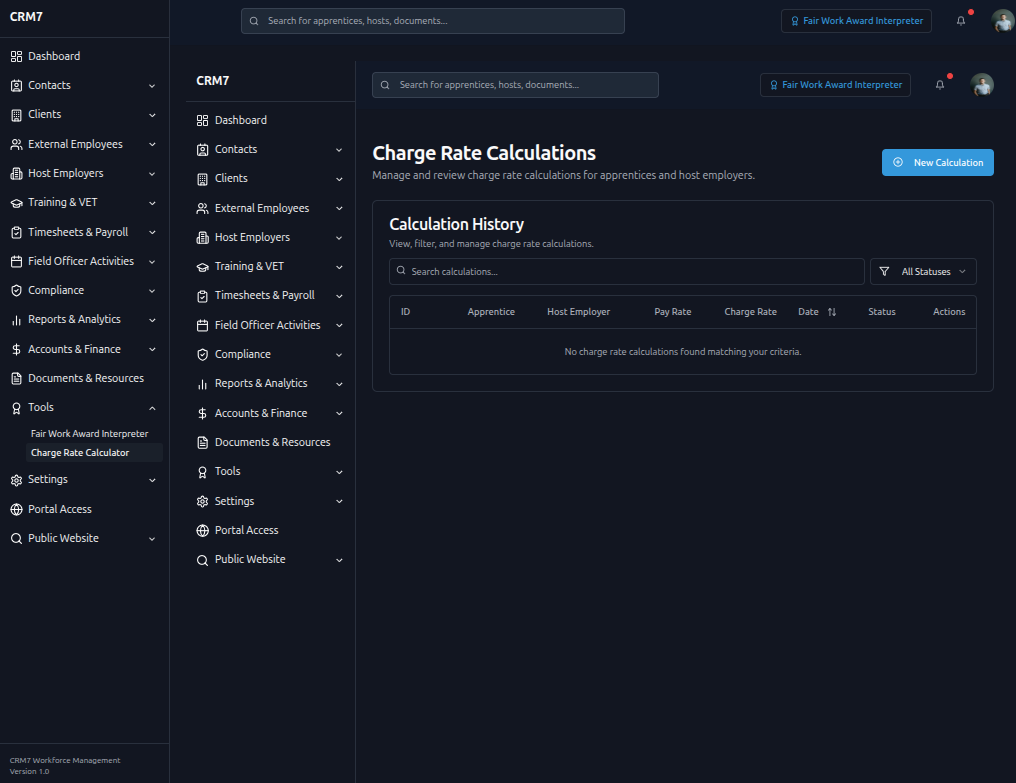 CRM7
Search for apprentices, hosts, documents...
Fair Work Award Interpreter
Dashboard
Contacts
Clients
External Employees
Host Employers
Training & VET
Timesheets & Payroll
Field Officer Activities
Compliance
Reports & Analytics
Accounts & Finance
Documents & Resources
Tools
Fair Work Award Interpreter
Charge Rate Calculator
Settings
Portal Access
Public Website
CRM7 Workforce Management
Version 1.0
CRM7
Search for apprentices, hosts, documents...
Fair Work Award Interpreter
Dashboard
Contacts
Clients
External Employees
Host Employers
Training & VET
Timesheets & Payroll
Field Officer Activities
Compliance
Reports & Analytics
Accounts & Finance
Documents & Resources
Tools
Settings
Portal Access
Public Website
Charge Rate Calculations
Manage and review charge rate calculations for apprentices and host employers.
New Calculation
Calculation History
View, filter, and manage charge rate calculations.
Search calculations...
All Statuses
ID Apprentice Host Employer Pay Rate Charge Rate Date Status Actions
No charge rate calculations found matching your criteria.